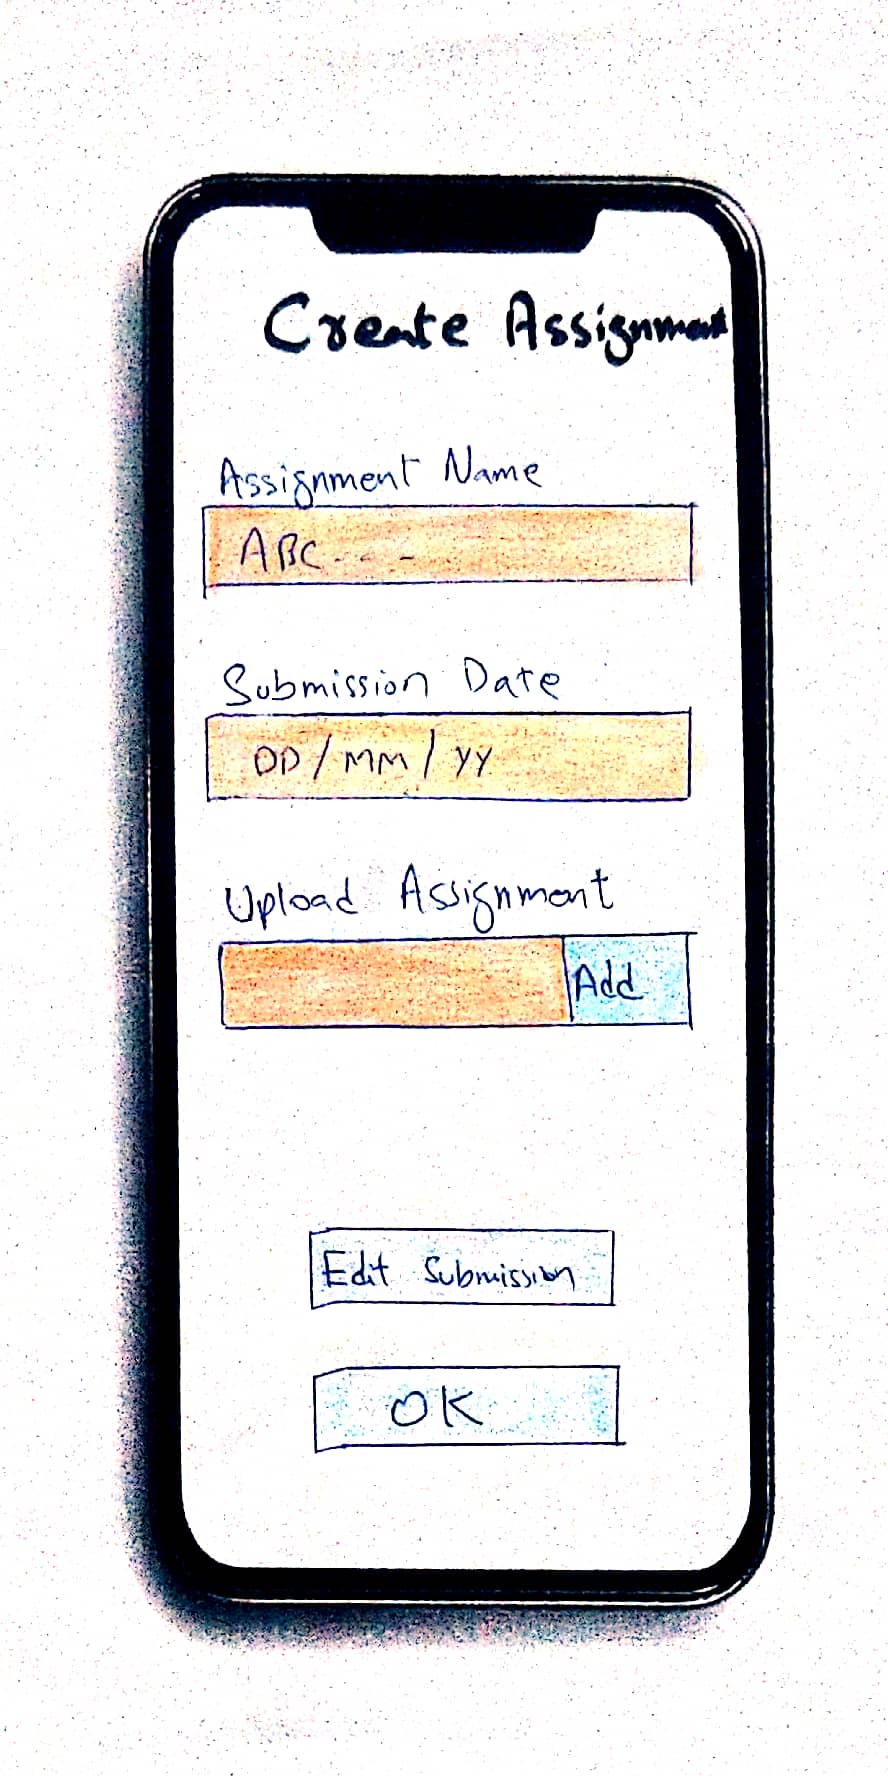 Create Assignment
Assignment Name
ABC - - -
Submission Date
DD / MM / YY
Upload Assignment
Add
Edit Submission
OK